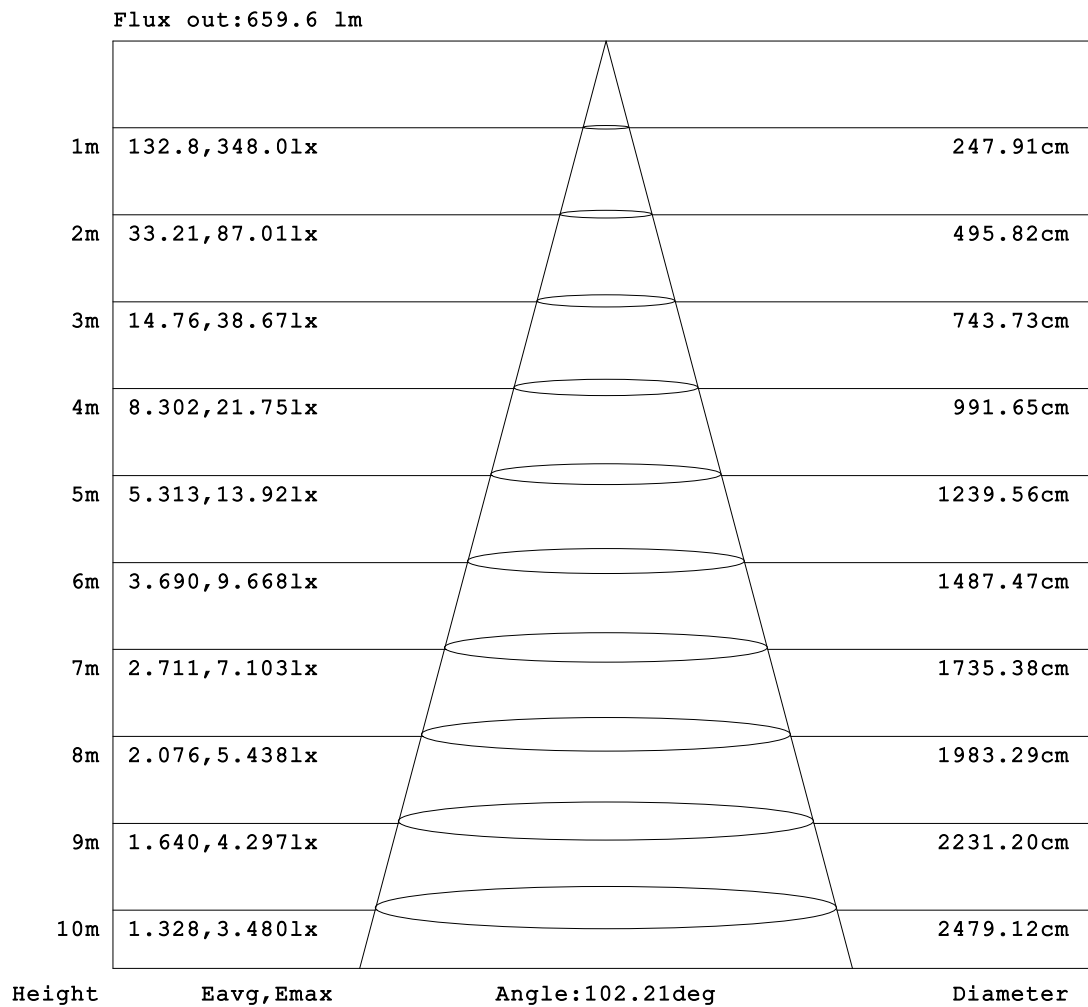 Flux out:659.6 lm
1m 132.8,348.0lx 247.91cm
2m 33.21,87.01lx 495.82cm
3m 14.76,38.67lx 743.73cm
4m 8.302,21.75lx 991.65cm
5m 5.313,13.92lx 1239.56cm
6m 3.690,9.668lx 1487.47cm
7m 2.711,7.103lx 1735.38cm
8m 2.076,5.438lx 1983.29cm
9m 1.640,4.297lx 2231.20cm
10m 1.328,3.480lx 2479.12cm
Height Eavg,Emax Angle:102.21deg Diameter